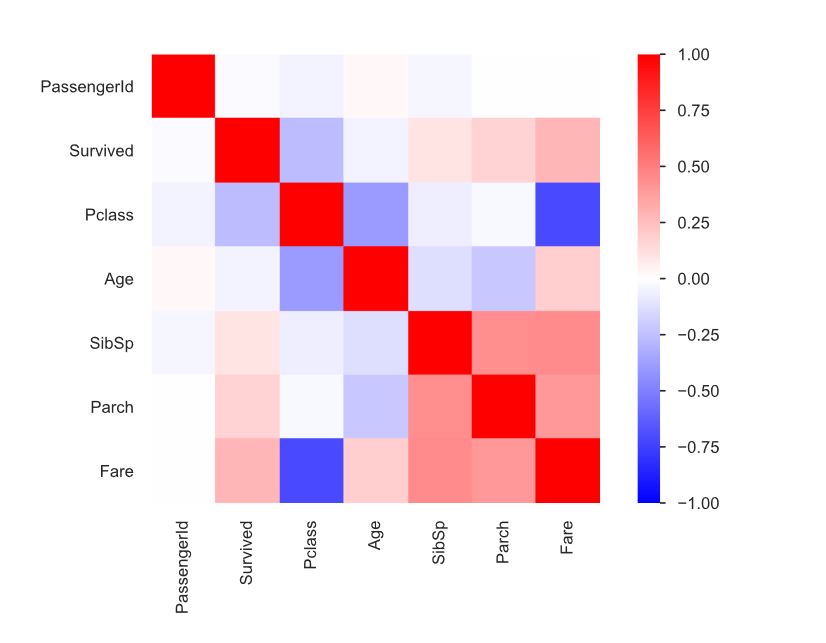 PassengerId
Survived
Pclass
Age
SibSp
Parch
Fare
PassengerId
Survived
Pclass
Age
SibSp
Parch
Fare
1.00
0.75
0.50
0.25
0.00
−0.25
−0.50
−0.75
−1.00